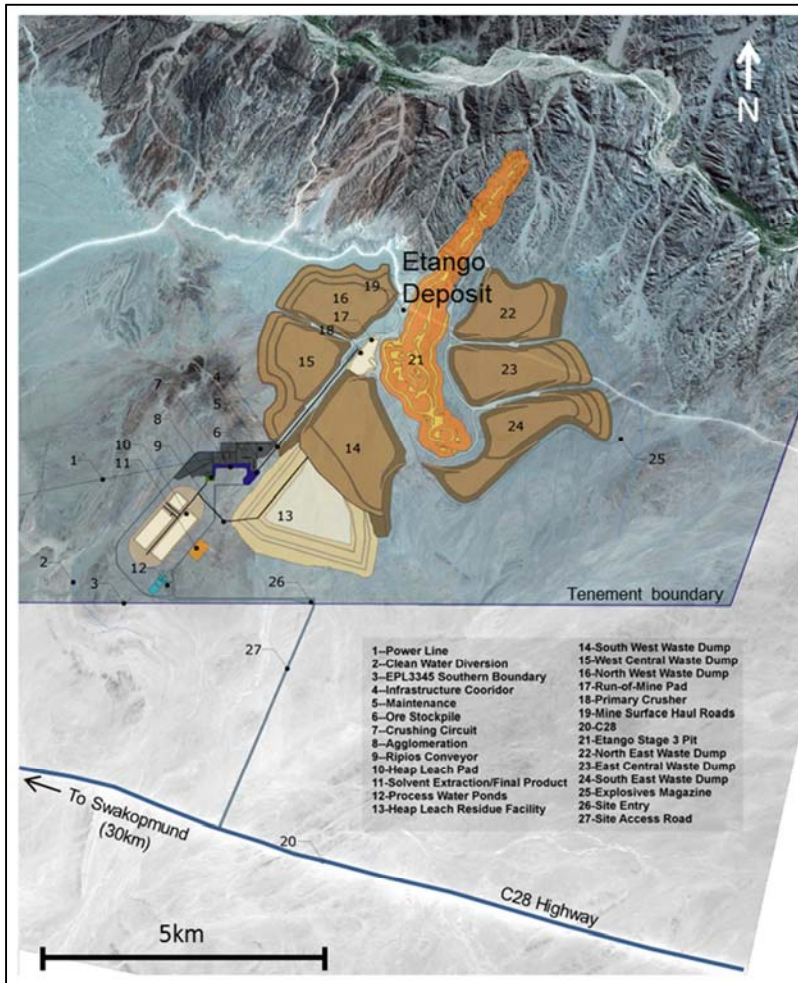 N
Etango
Deposit
16
19
17
18
22
15
21
23
7
4
8
5
6
14
24
10
9
11
25
1
13
12
2
3
26
Tenement boundary
27
1--Power Line
2--Clean Water Diversion
3--EPL3345 Southern Boundary
4--Infrastructure Cooridor
5--Maintenance
6--Ore Stockpile
7--Crushing Circuit
8--Agglomeration
9--Ripios Conveyor
10--Heap Leach Pad
11--Solvent Extraction/Final Product
12--Process Water Ponds
13--Heap Leach Residue Facility
14--South West Waste Dump
15--West Central Waste Dump
16--North West Waste Dump
17--Run-of-Mine Pad
18--Primary Crusher
19--Mine Surface Haul Roads
20--C28
21--Etango Stage 3 Pit
22--North East Waste Dump
23--East Central Waste Dump
24--South East Waste Dump
25--Explosives Magazine
26--Site Entry
27--Site Access Road
To Swakopmund
(30km)
20
C28 Highway
5km